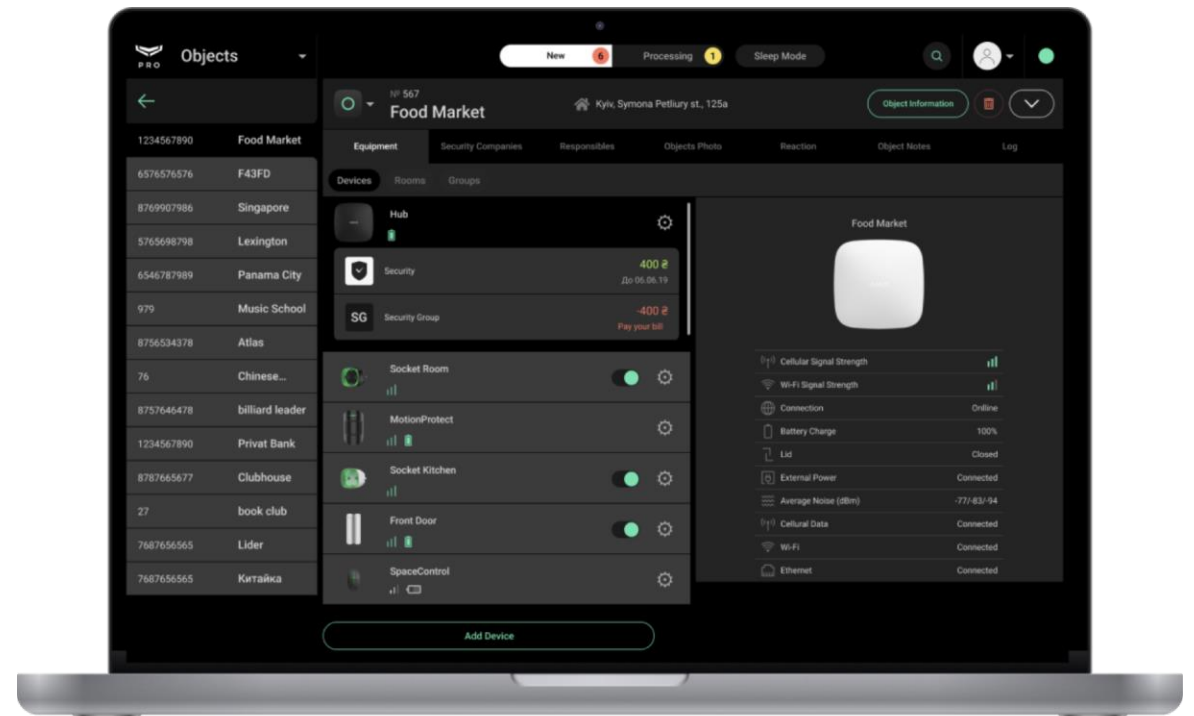 PRO
Objects
New 6
Processing 1
Sleep Mode
1234567890 Food Market
6576576576 F43FD
8769907986 Singapore
5765698798 Lexington
6546787989 Panama City
979 Music School
8756534378 Atlas
76 Chinese...
8757646478 billiard leader
1234567890 Privat Bank
8787665677 Clubhouse
27 book club
7687656565 Lider
7687656565 Китайка
№ 567
Food Market
Kyiv, Symona Petliury st., 125a
Object Information
Equipment
Security Companies
Responsibles
Objects Photo
Reaction
Object Notes
Log
Devices
Rooms
Groups
Hub
Security
400 ₴
До 06.06.19
SG
Security Group
-400 ₴
Pay your bill
Socket Room
MotionProtect
Socket Kitchen
Front Door
SpaceControl
Add Device
Food Market
Cellular Signal Strength
Wi-Fi Signal Strength
Connection Online
Battery Charge 100%
Lid Closed
External Power Connected
Average Noise (dBm) -77/-83/-94
Cellural Data Connected
Wi-Fi Connected
Ethernet Connected